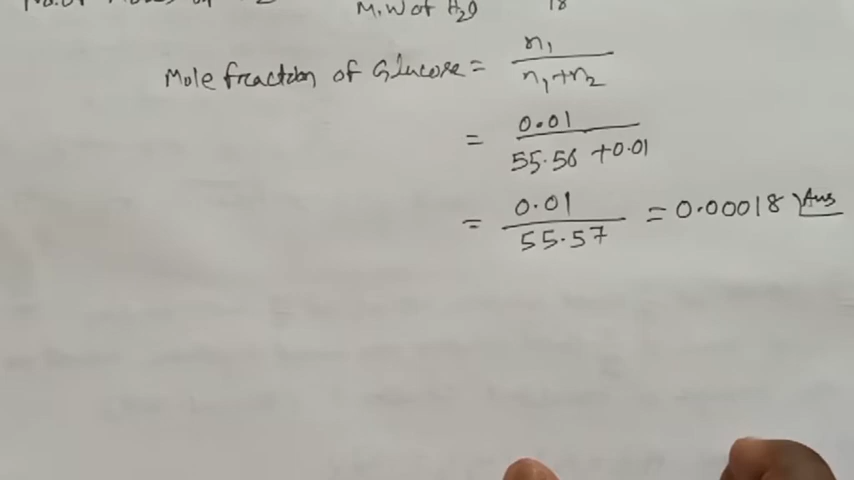 M.W of H2O 18
Mole fraction of Glucose = n1 / n1+n2
= 0.01 / 55.56 +0.01
= 0.01 / 55.57 = 0.00018 Ans